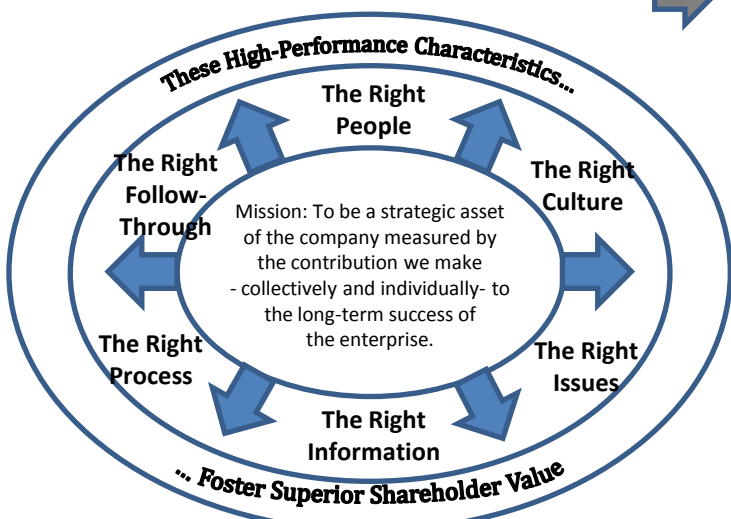 These High-Performance Characteristics...
The Right
People
The Right
Culture
The Right
Issues
The Right
Information
The Right
Process
The Right
Follow-
Through
Mission: To be a strategic asset
of the company measured by
the contribution we make
- collectively and individually- to
the long-term success of
the enterprise.
... Foster Superior Shareholder Value